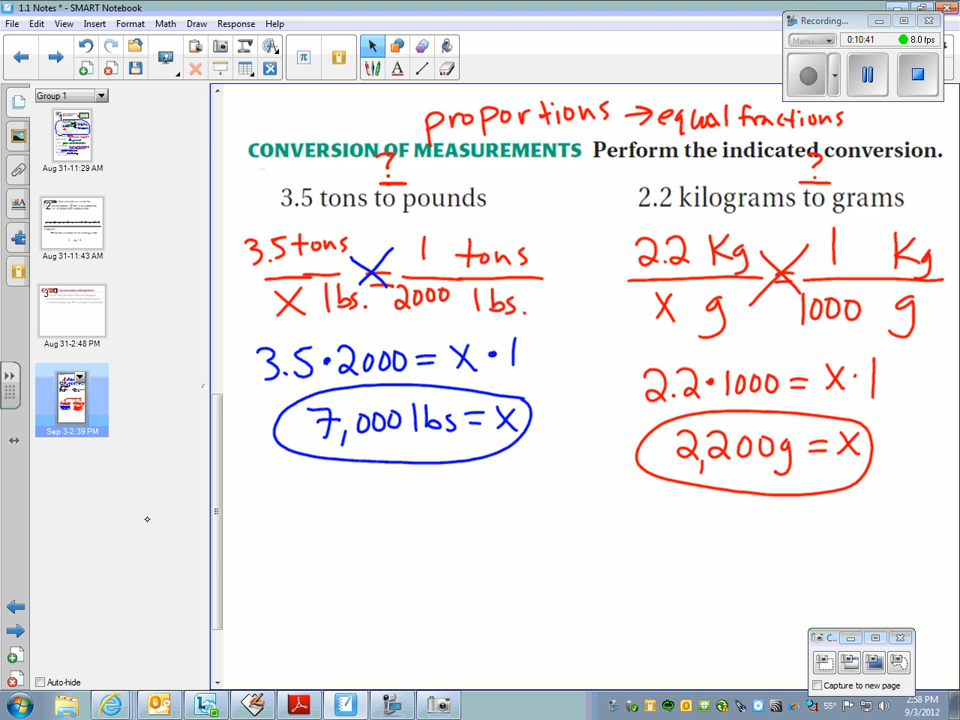 1.1 Notes * - SMART Notebook
File Edit View Insert Format Math Draw Response Help
Recording...
Menu
0:10:41
8.0 fps
Group 1
Aug 31-11:29 AM
Aug 31-11:43 AM
Aug 31-2:48 PM
Sep 3-2:39 PM
Auto-hide
proportions → equal fractions
CONVERSION OF MEASUREMENTS Perform the indicated conversion.
? ?
3.5 tons to pounds
2.2 kilograms to grams
3.5 tons = 1 tons
x lbs. 2000 lbs.
3.5 · 2000 = x · 1
7,000 lbs = x
2.2 Kg = 1 Kg
x g 1000 g
2.2 · 1000 = x · 1
2,200g = x
C..
Capture to new page
55°
2:58 PM
9/3/2012